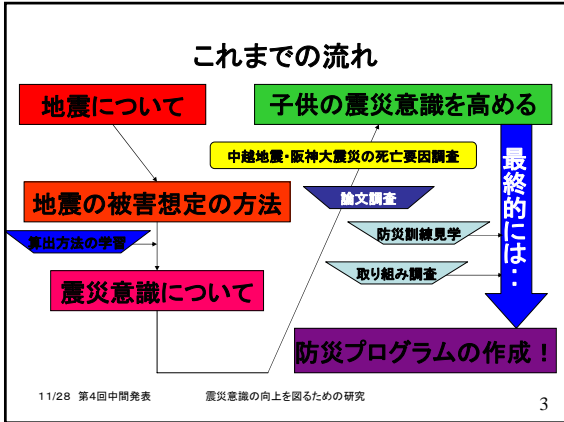 これまでの流れ
地震について
地震の被害想定の方法
算出方法の学習
震災意識について
子供の震災意識を高める
中越地震・阪神大震災の死亡要因調査
論文調査
防災訓練見学
取り組み調査
最終的には‥
防災プログラムの作成！
11/28 第4回中間発表
震災意識の向上を図るための研究
3